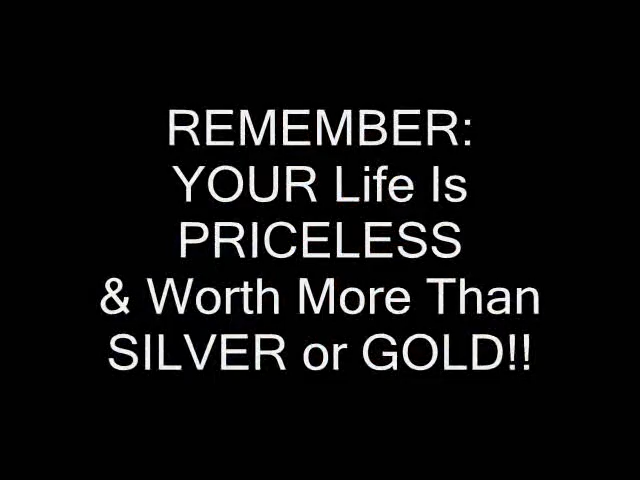 REMEMBER:
YOUR Life Is
PRICELESS
& Worth More Than
SILVER or GOLD!!